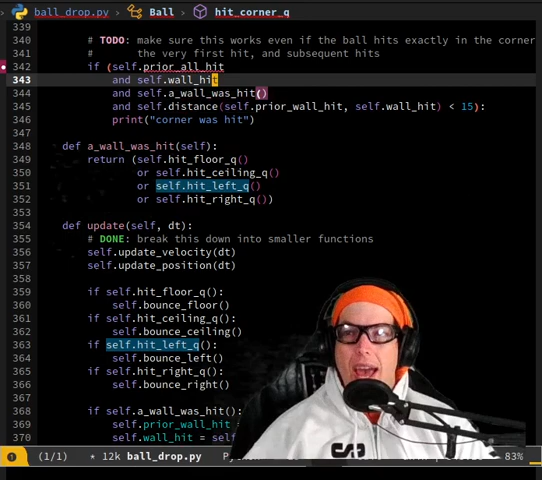 ball_drop.py › Ball › hit_corner_q
339
340 # TODO: make sure this works even if the ball hits exactly in the corner
341 # the very first hit, and subsequent hits
342 if (self.prior_all_hit
343 and self.wall_hit
344 and self.a_wall_was_hit()
345 and self.distance(self.prior_wall_hit, self.wall_hit) < 15):
346 print("corner was hit")
347
348 def a_wall_was_hit(self):
349 return (self.hit_floor_q()
350 or self.hit_ceiling_q()
351 or self.hit_left_q()
352 or self.hit_right_q())
353
354 def update(self, dt):
355 # DONE: break this down into smaller functions
356 self.update_velocity(dt)
357 self.update_position(dt)
358
359 if self.hit_floor_q():
360 self.bounce_floor()
361 if self.hit_ceiling_q():
362 self.bounce_ceiling()
363 if self.hit_left_q():
364 self.bounce_left()
365 if self.hit_right_q():
366 self.bounce_right()
367
368 if self.a_wall_was_hit():
369 self.prior_wall_hit =
370 self.wall_hit = self
(1/1) * 12k ball_drop.py 83%